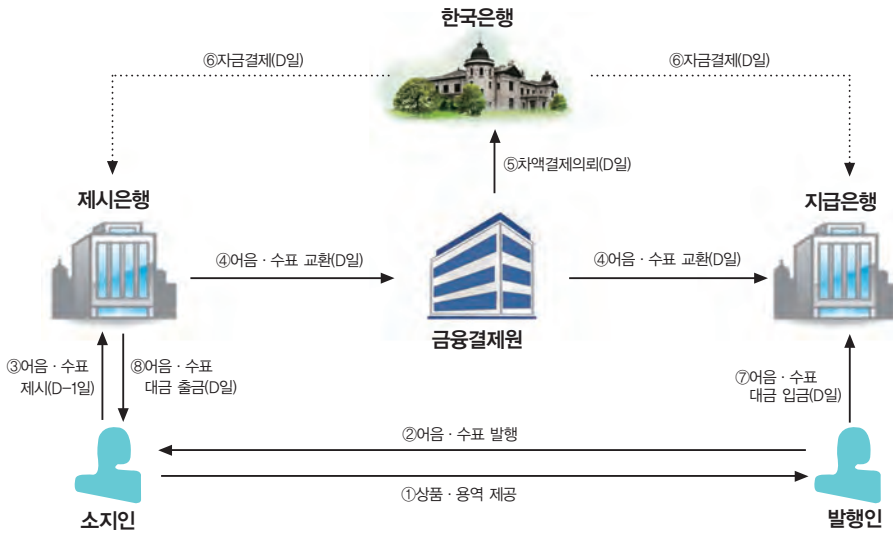 한국은행
⑥자금결제(D일)
⑥자금결제(D일)
⑤차액결제의뢰(D일)
제시은행
지급은행
④어음 · 수표 교환(D일)
④어음 · 수표 교환(D일)
금융결제원
③어음 · 수표
제시(D-1일)
⑧어음 · 수표
대금 출금(D일)
⑦어음 · 수표
대금 입금(D일)
②어음 · 수표 발행
①상품 · 용역 제공
소지인
발행인